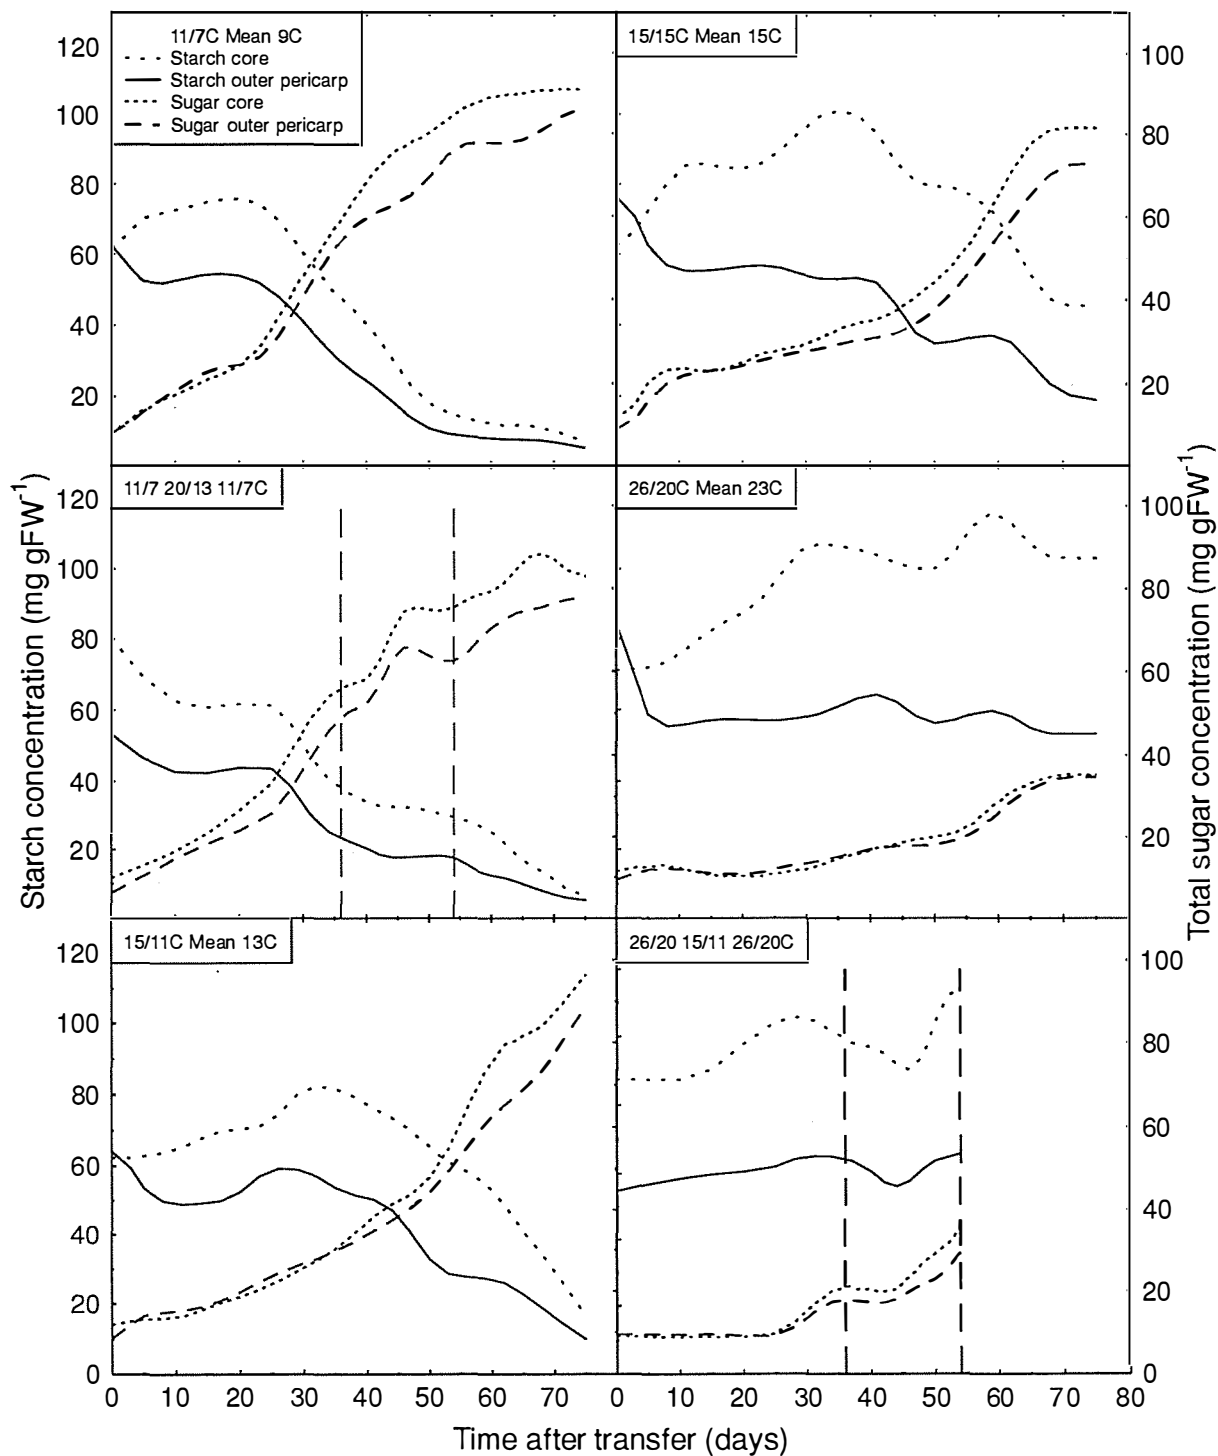 11/7C Mean 9C
Starch core
Starch outer pericarp
Sugar core
Sugar outer pericarp
120
100
80
60
40
20
15/15C Mean 15C
100
80
60
40
20
11/7 20/13 11/7C
120
100
80
60
40
20
26/20C Mean 23C
100
80
60
40
20
15/11C Mean 13C
120
100
80
60
40
20
0
26/20 15/11 26/20C
100
80
60
40
20
0
Starch concentration (mg gFW⁻¹)
Total sugar concentration (mg gFW⁻¹)
0 10 20 30 40 50 60 70 0 10 20 30 40 50 60 70 80
Time after transfer (days)